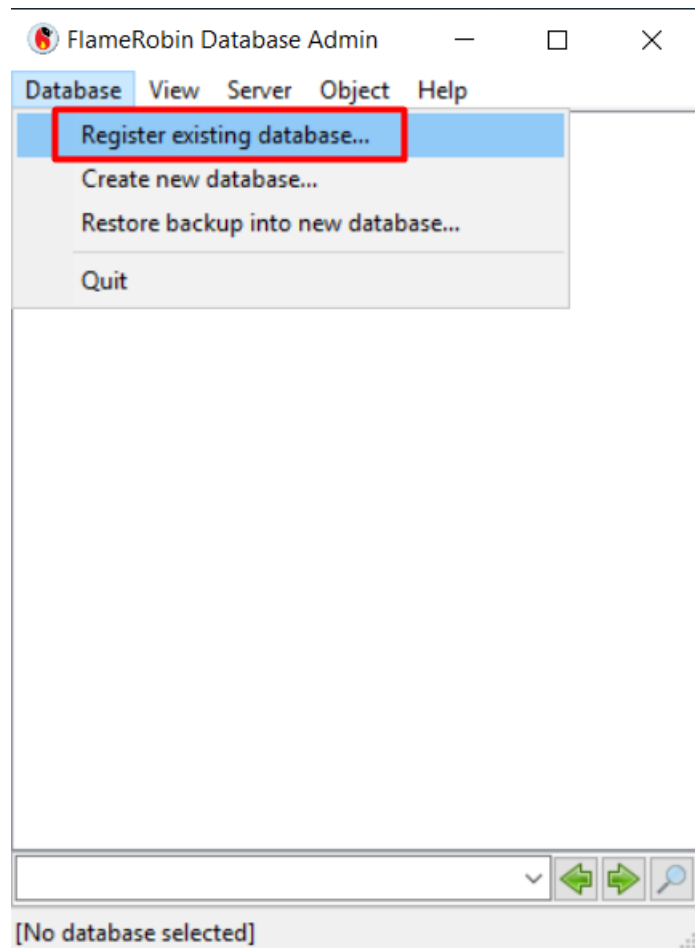 FlameRobin Database Admin
Database View Server Object Help
Register existing database...
Create new database...
Restore backup into new database...
Quit
[No database selected]